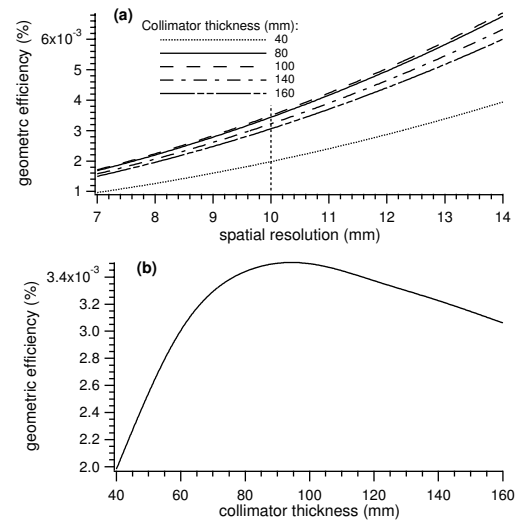 (a)
Collimator thickness (mm):
40
80
100
140
160
6x10⁻³
5
4
3
2
1
geometrc efficiency (%)
7 8 9 10 11 12 13 14
spatial resolution (mm)
(b)
3.4x10⁻³
3.2
3.0
2.8
2.6
2.4
2.2
2.0
geometric efficiency (%)
40 60 80 100 120 140 160
collimator thickness (mm)